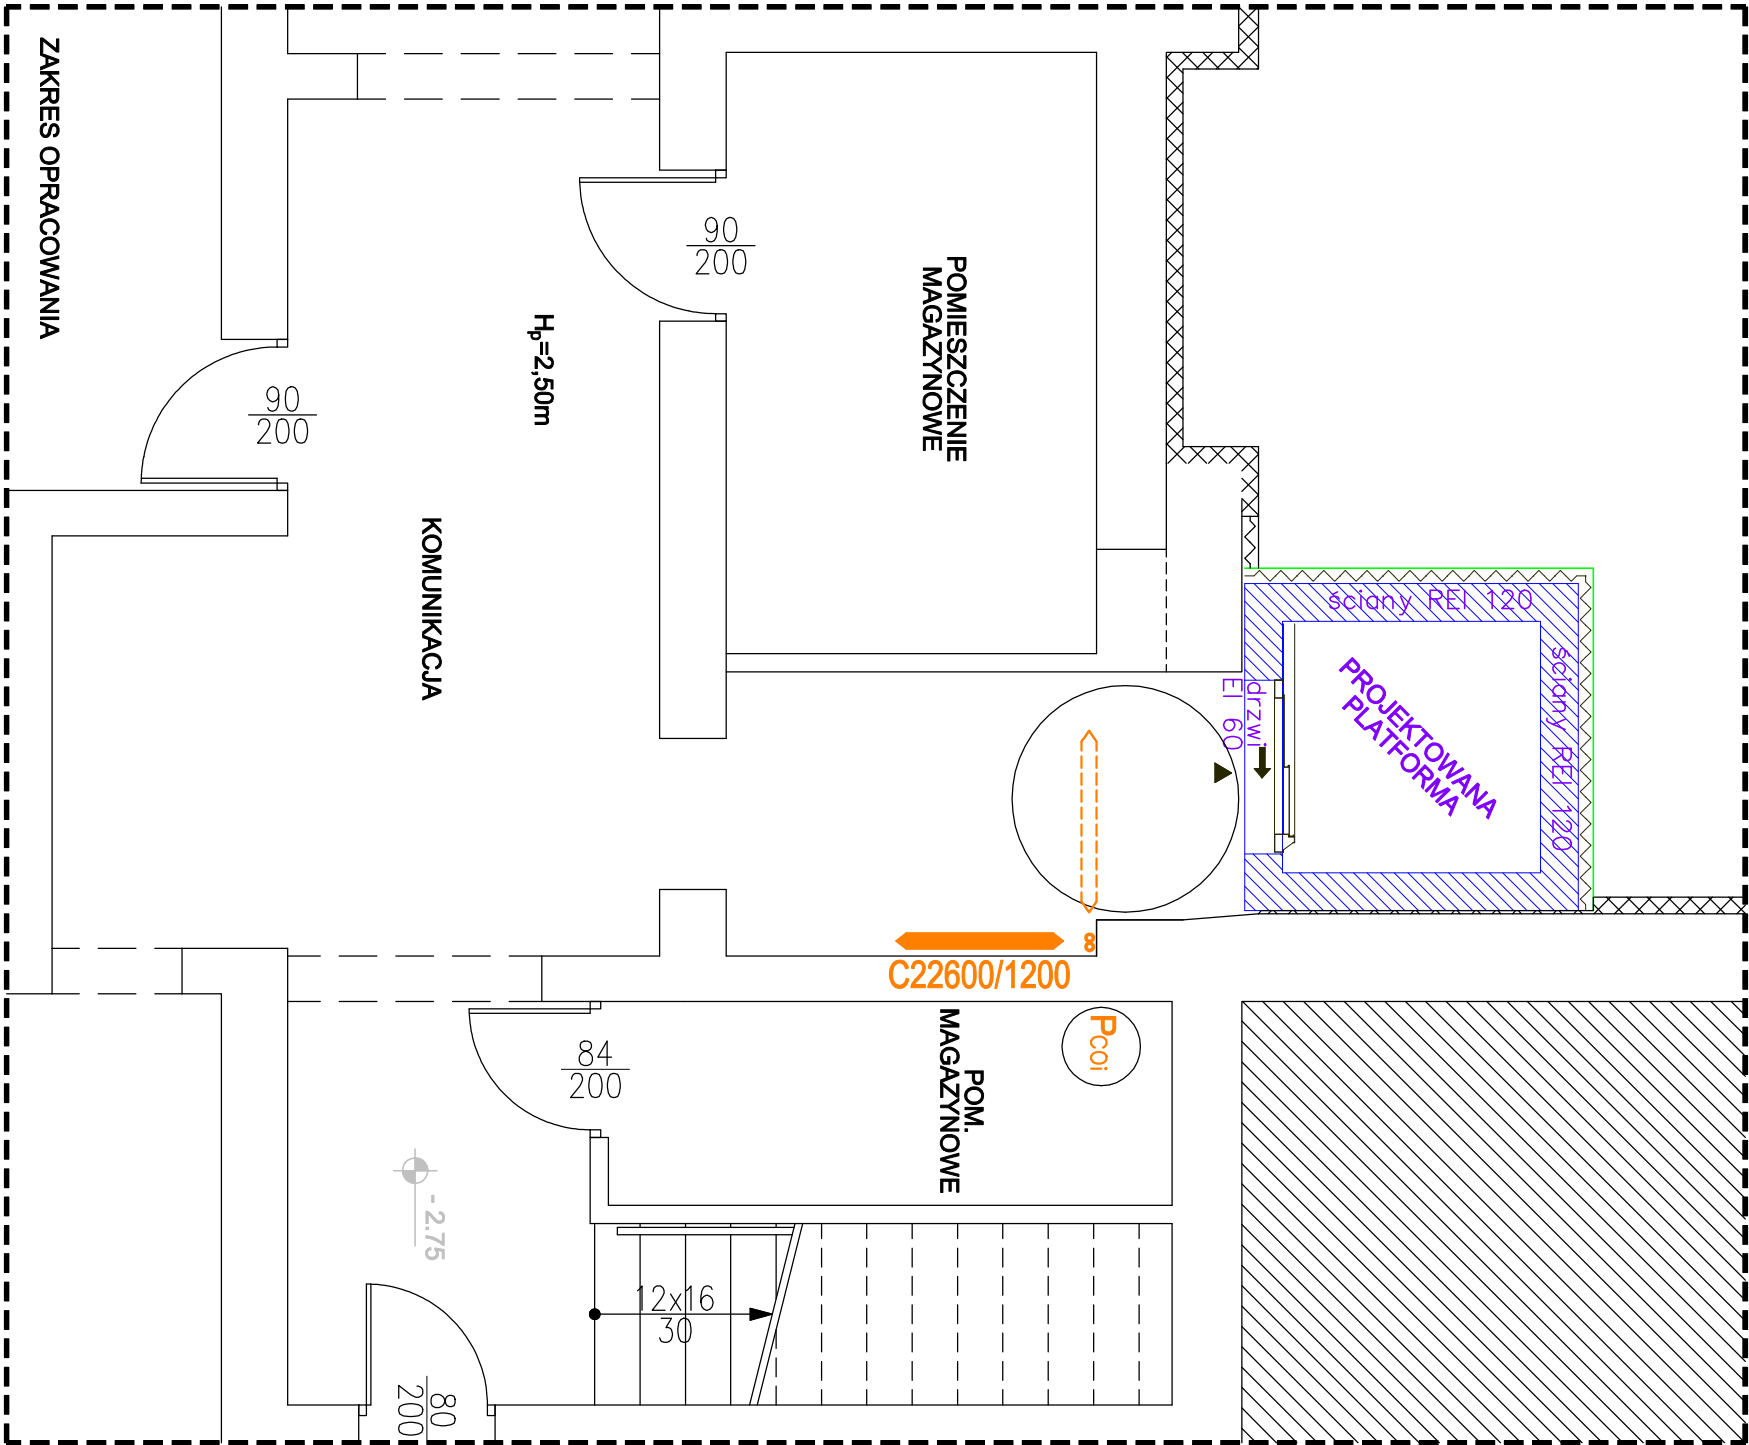 ZAKRES OPRACOWANIA
90
200
90
200
Hp=2,50m
POMIESZCZENIE
MAGAZYNOWE
KOMUNIKACJA
ściany REI 120
ściany REI 120
PROJEKTOWANA
PLATFORMA
drzwi
EI 60
8
C22600/1200
Pcoi
POM.
MAGAZYNOWE
84
200
- 2.75
12x16
30
80
200